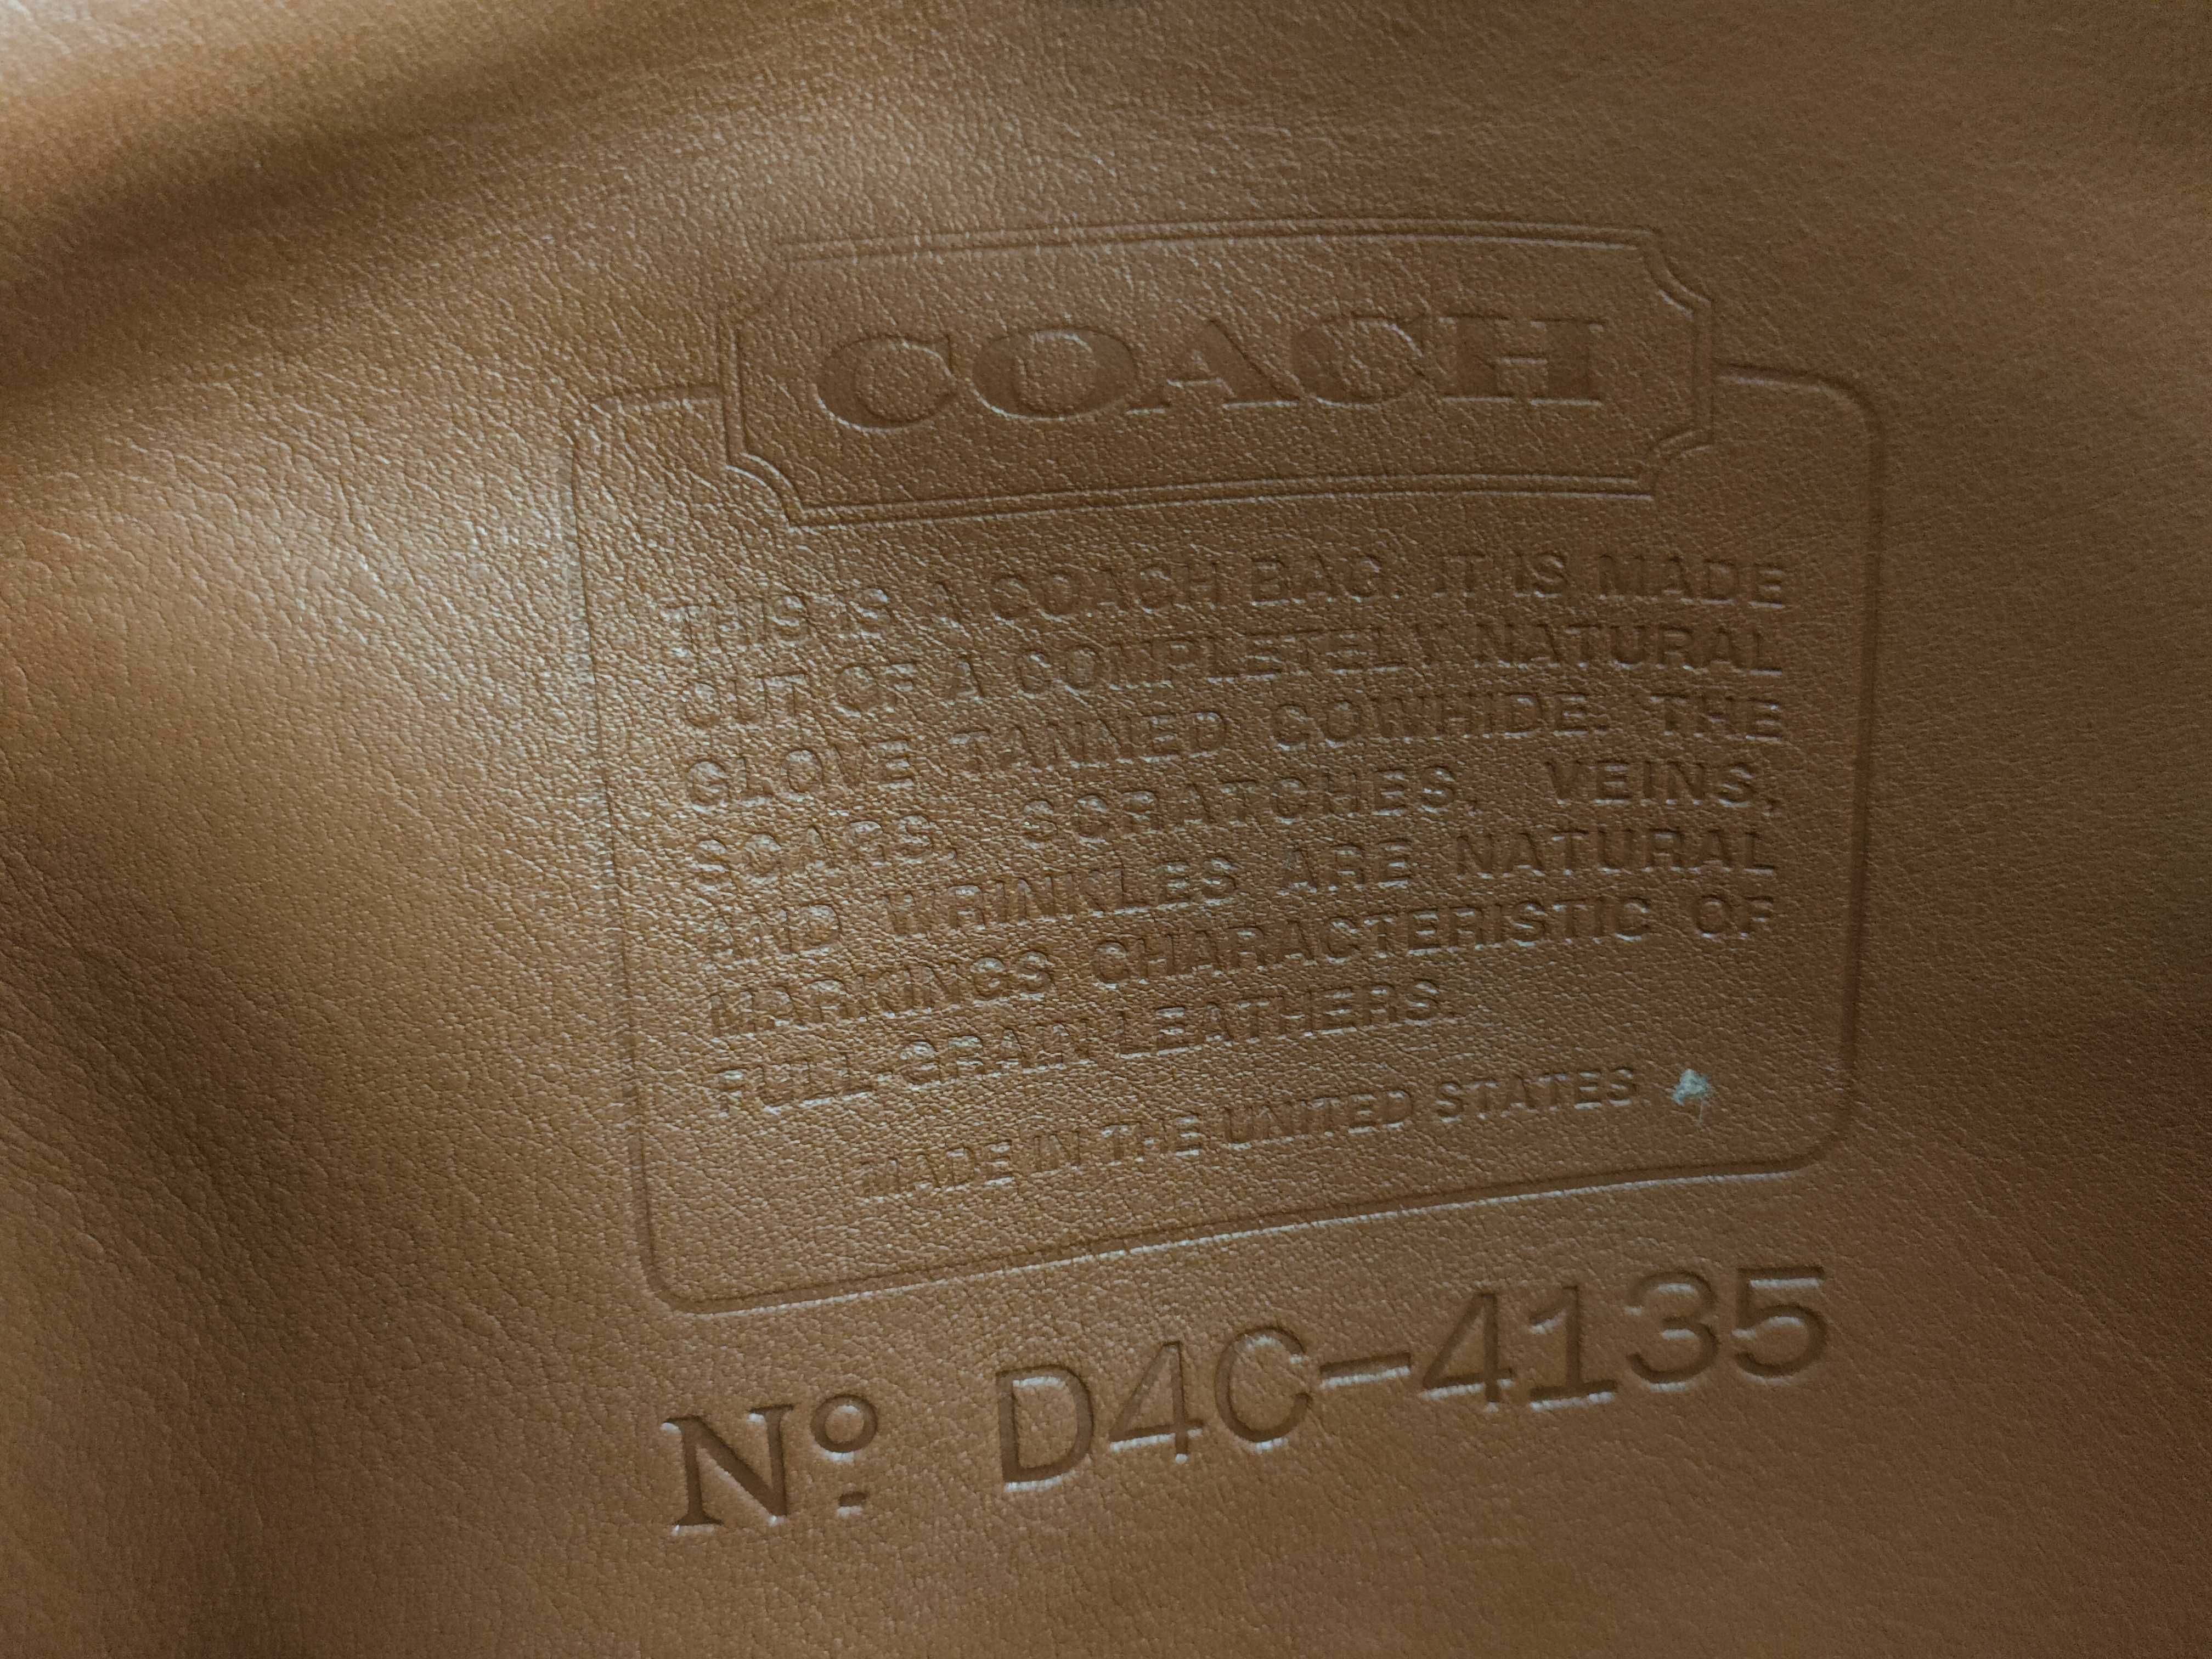 COACH
THIS IS A COACH BAG. IT IS MADE
OUT OF A COMPLETELY NATURAL
GLOVE TANNED COWHIDE. THE
SCARS, SCRATCHES, VEINS,
AND WRINKLES ARE NATURAL
MARKINGS CHARACTERISTIC OF
FULL-GRAIN LEATHERS.
MADE IN THE UNITED STATES
Nº D4C-4135